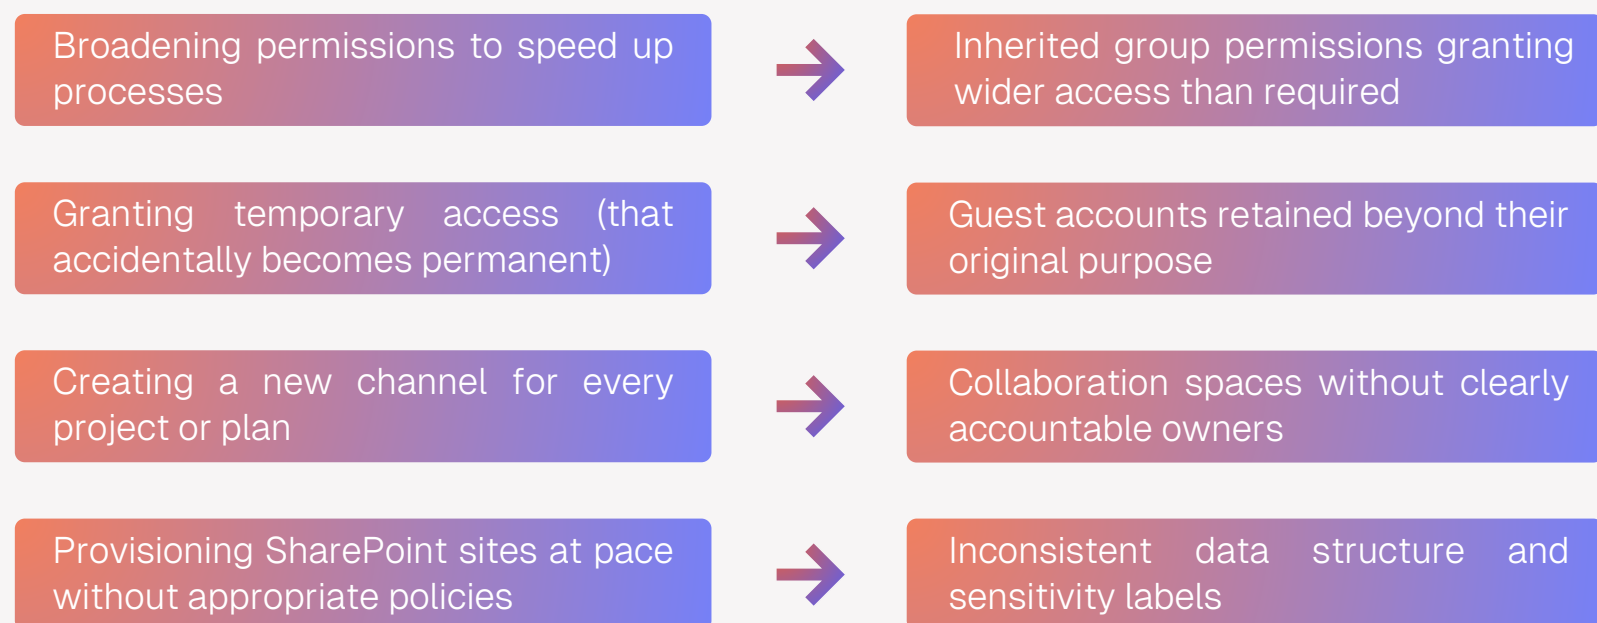 Broadening permissions to speed up
processes
Inherited group permissions granting
wider access than required
Granting temporary access (that
accidentally becomes permanent)
Guest accounts retained beyond their
original purpose
Creating a new channel for every
project or plan
Collaboration spaces without clearly
accountable owners
Provisioning SharePoint sites at pace
without appropriate policies
Inconsistent data structure and
sensitivity labels